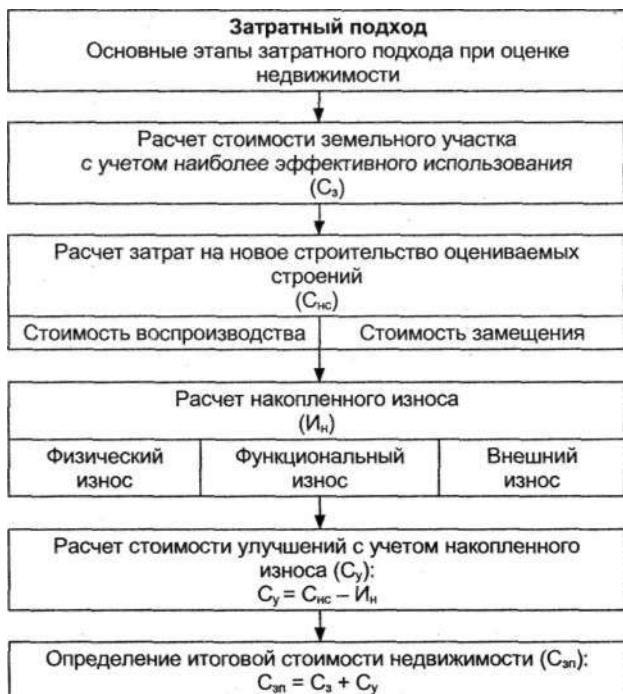 Затратный подход
Основные этапы затратного подхода при оценке
недвижимости
Расчет стоимости земельного участка
с учетом наиболее эффективного использования
(Сз)
Расчет затрат на новое строительство оцениваемых
строений
(Снс)
Стоимость воспроизводства
Стоимость замещения
Расчет накопленного износа
(Ин)
Физический
износ
Функциональный
износ
Внешний
износ
Расчет стоимости улучшений с учетом накопленного
износа (Су):
Су = Снс – Ин
Определение итоговой стоимости недвижимости (Сзп):
Сзп = Сз + Су